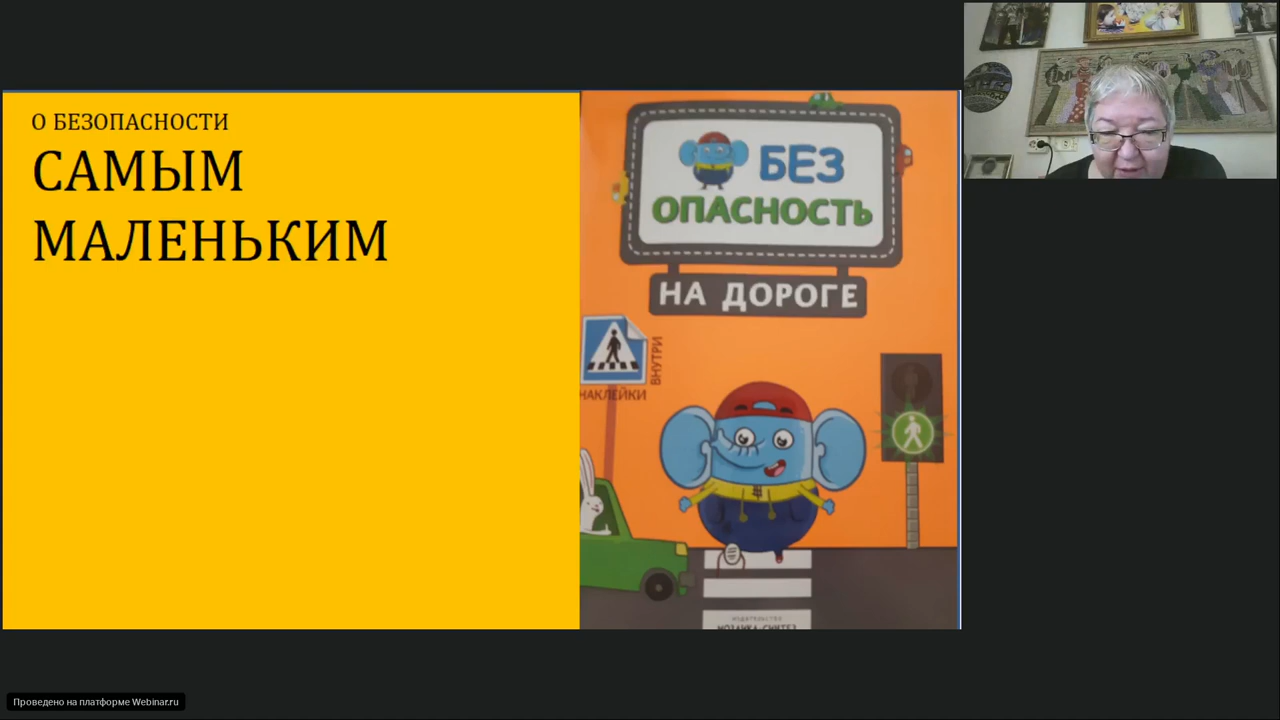 О БЕЗОПАСНОСТИ
САМЫМ
МАЛЕНЬКИМ
БЕЗ
ОПАСНОСТЬ
НА ДОРОГЕ
ВНУТРИ
НАКЛЕЙКИ
ИЗДАТЕЛЬСТВО
МОЗАИКА-СИНТЕЗ
Проведено на платформе Webinar.ru